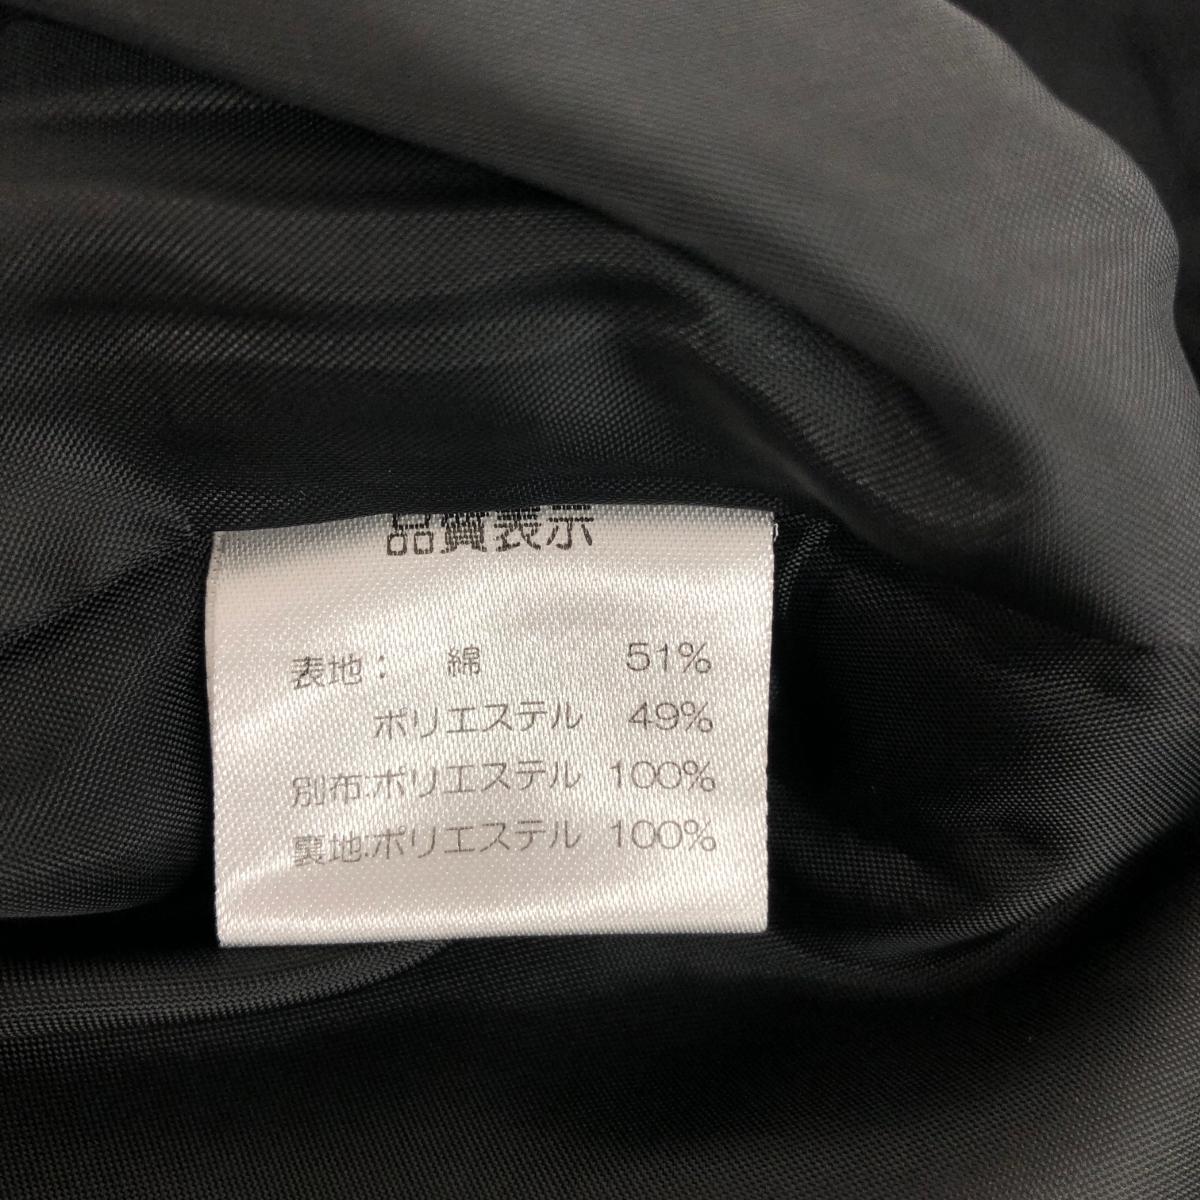 品質表示
表地： 綿 51%
ポリエステル 49%
別布:ポリエステル 100%
裏地:ポリエステル 100%